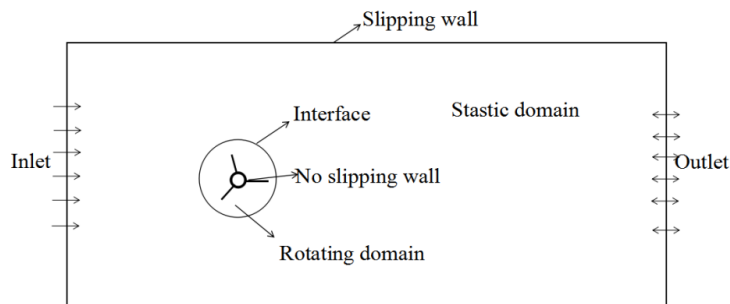 Slipping wall
Interface
Stastic domain
Inlet
No slipping wall
Outlet
Rotating domain